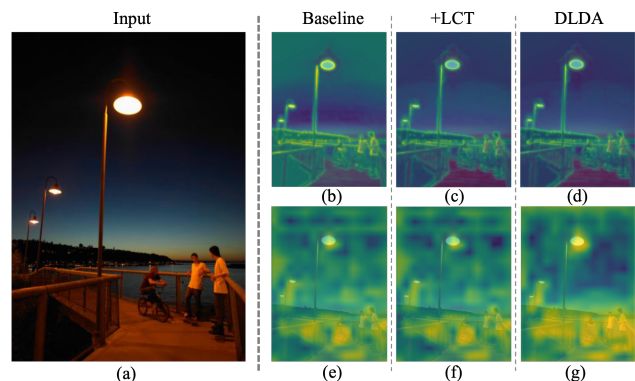 Input
Baseline
+LCT
DLDA
(b)
(c)
(d)
(a)
(e)
(f)
(g)